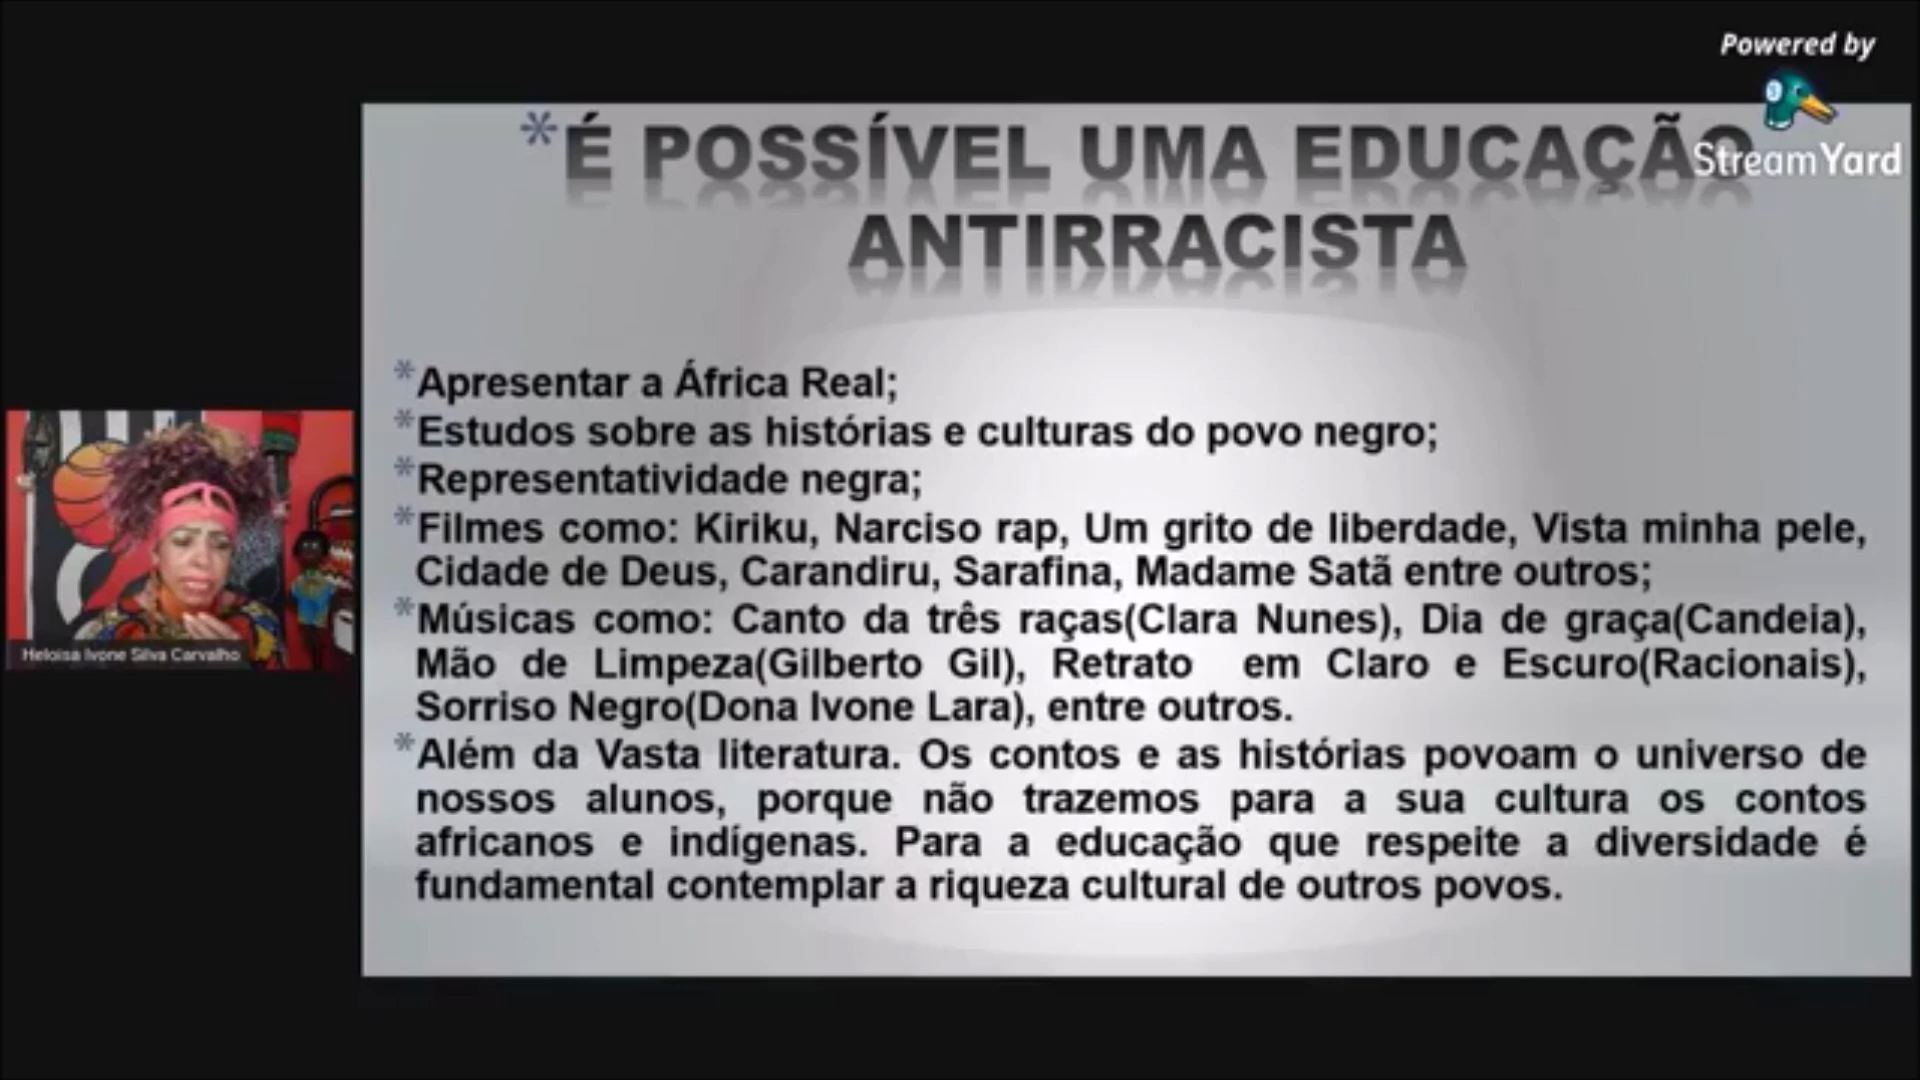 Powered by
StreamYard
*É POSSÍVEL UMA EDUCAÇÃO
ANTIRRACISTA
*Apresentar a África Real;
*Estudos sobre as histórias e culturas do povo negro;
*Representatividade negra;
*Filmes como: Kiriku, Narciso rap, Um grito de liberdade, Vista minha pele,
Cidade de Deus, Carandiru, Sarafina, Madame Satã entre outros;
*Músicas como: Canto da três raças(Clara Nunes), Dia de graça(Candeia),
Mão de Limpeza(Gilberto Gil), Retrato em Claro e Escuro(Racionais),
Sorriso Negro(Dona Ivone Lara), entre outros.
*Além da Vasta literatura. Os contos e as histórias povoam o universo de
nossos alunos, porque não trazemos para a sua cultura os contos
africanos e indígenas. Para a educação que respeite a diversidade é
fundamental contemplar a riqueza cultural de outros povos.
Heloisa Ivone Silva Carvalho